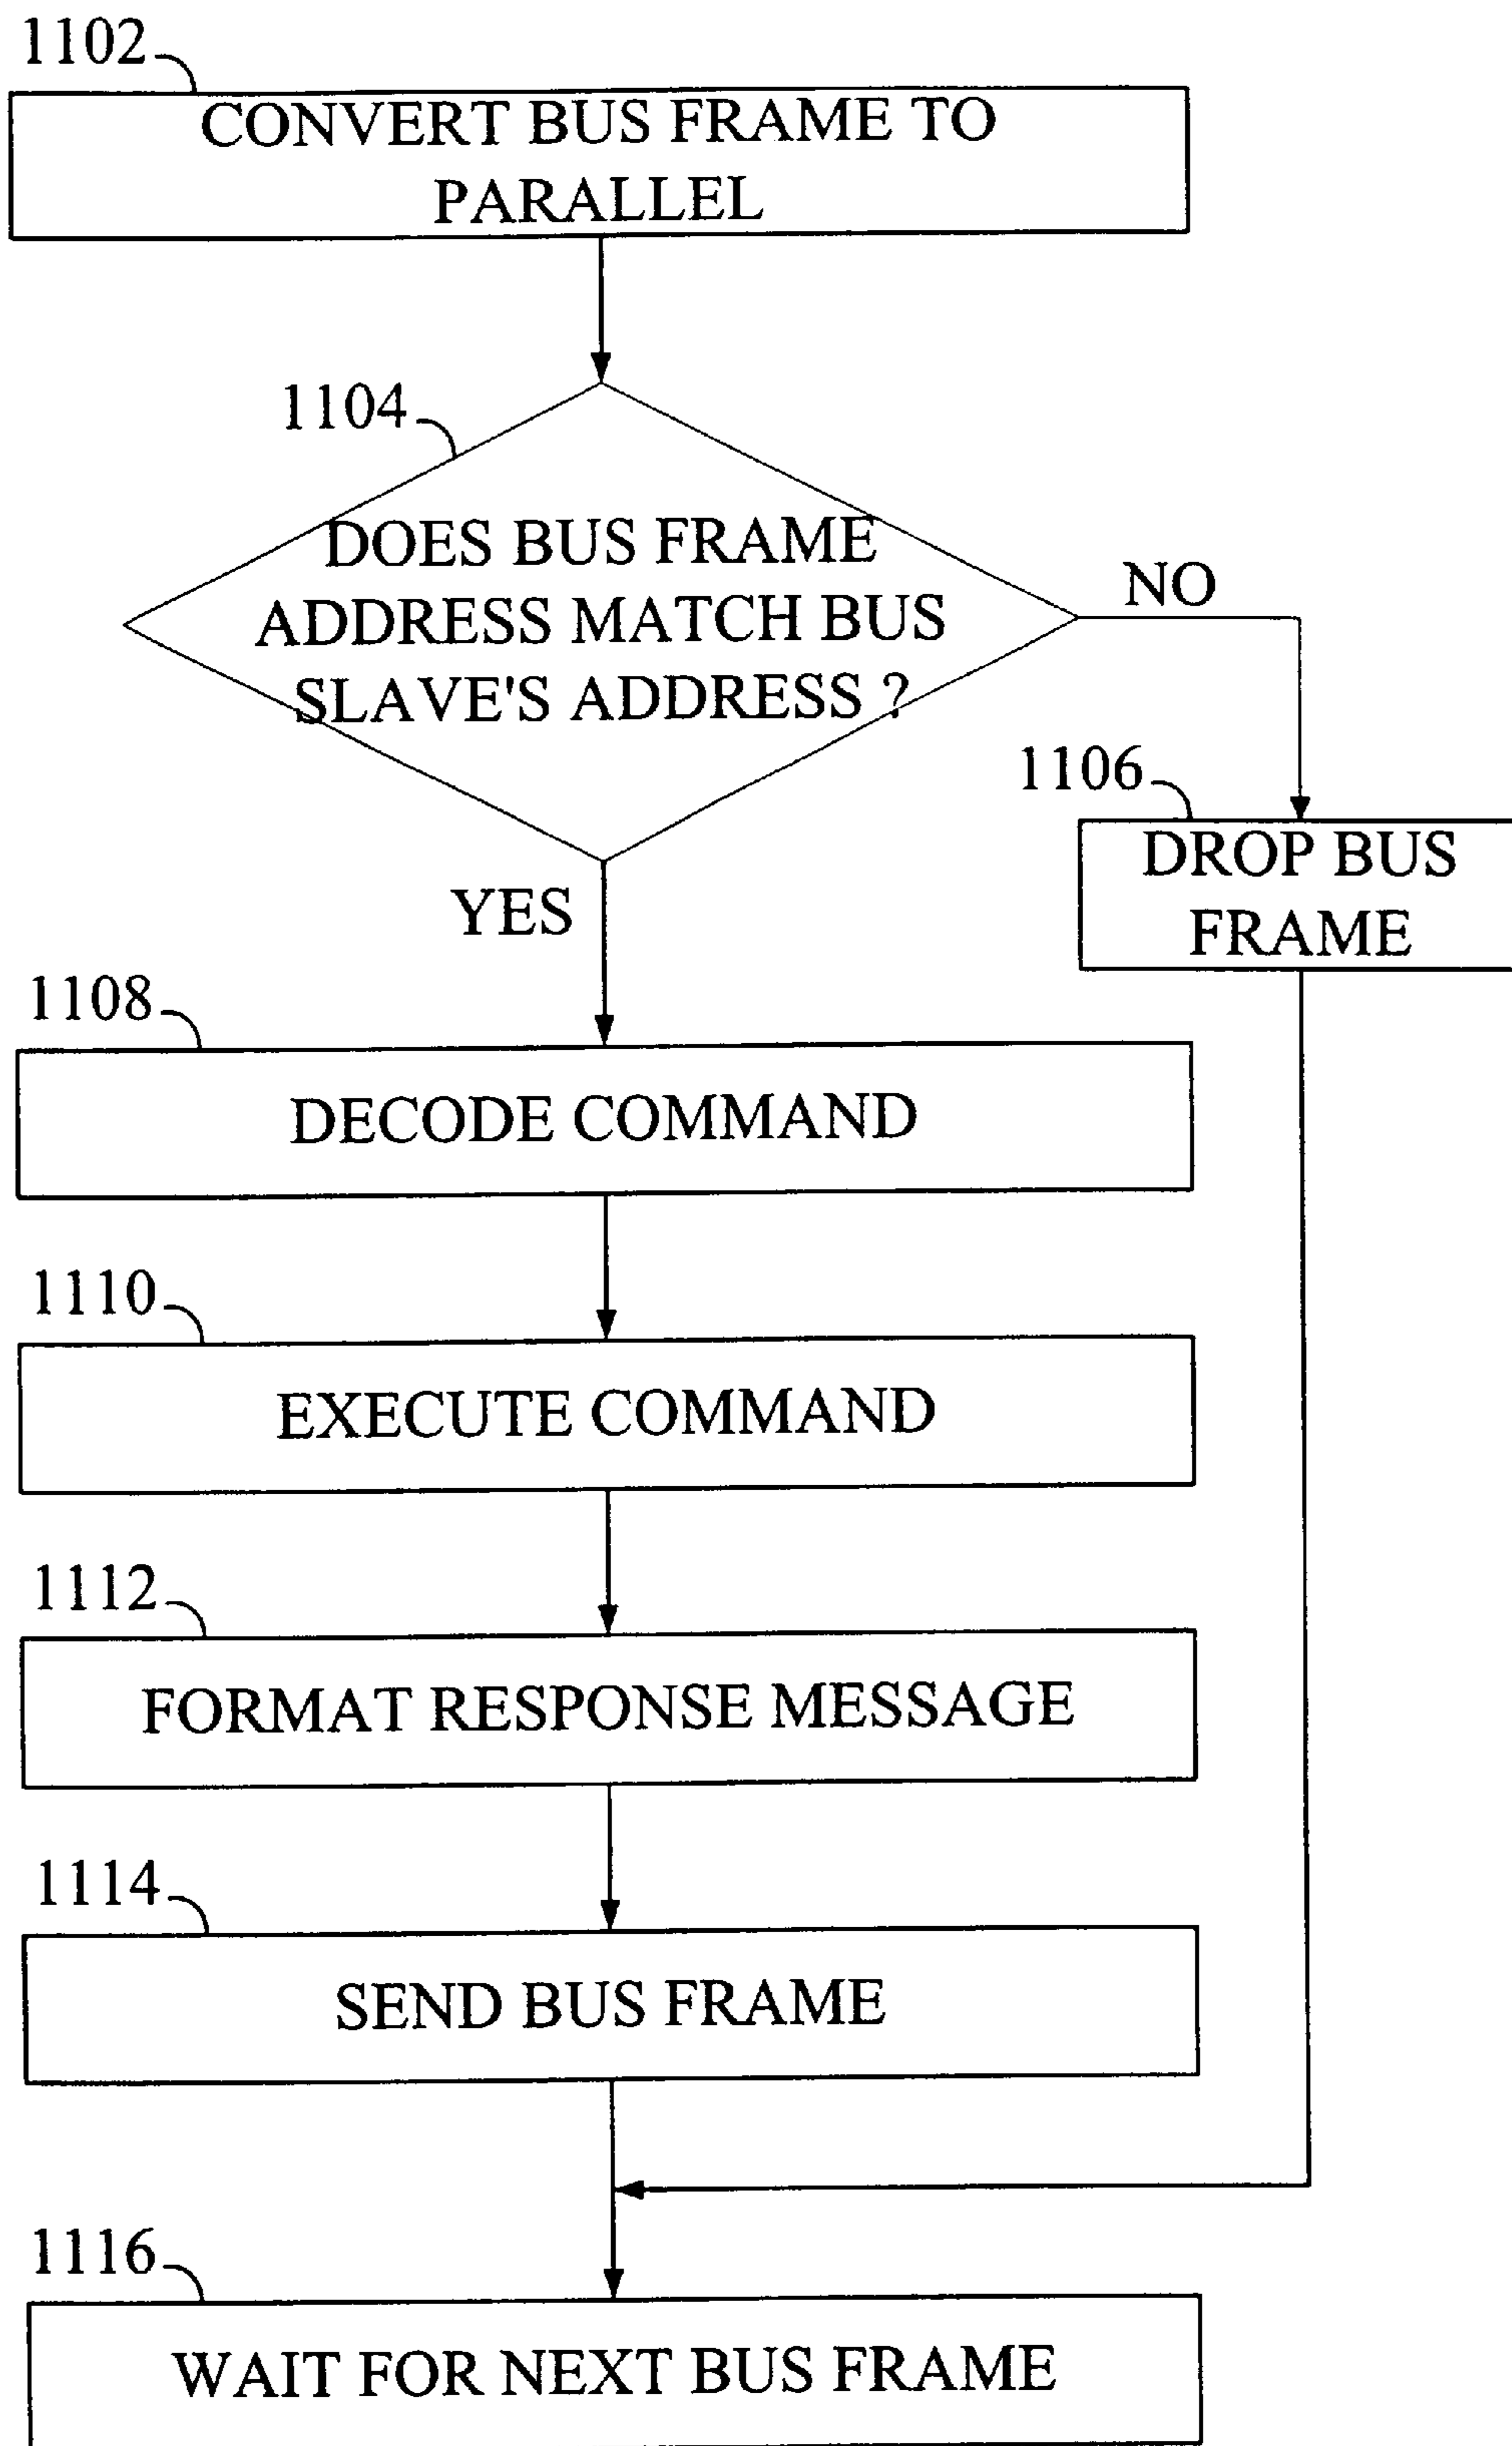 1102
CONVERT BUS FRAME TO
PARALLEL
1104
DOES BUS FRAME
ADDRESS MATCH BUS
SLAVE'S ADDRESS ?
NO
1106
DROP BUS
FRAME
YES
1108
DECODE COMMAND
1110
EXECUTE COMMAND
1112
FORMAT RESPONSE MESSAGE
1114
SEND BUS FRAME
1116
WAIT FOR NEXT BUS FRAME